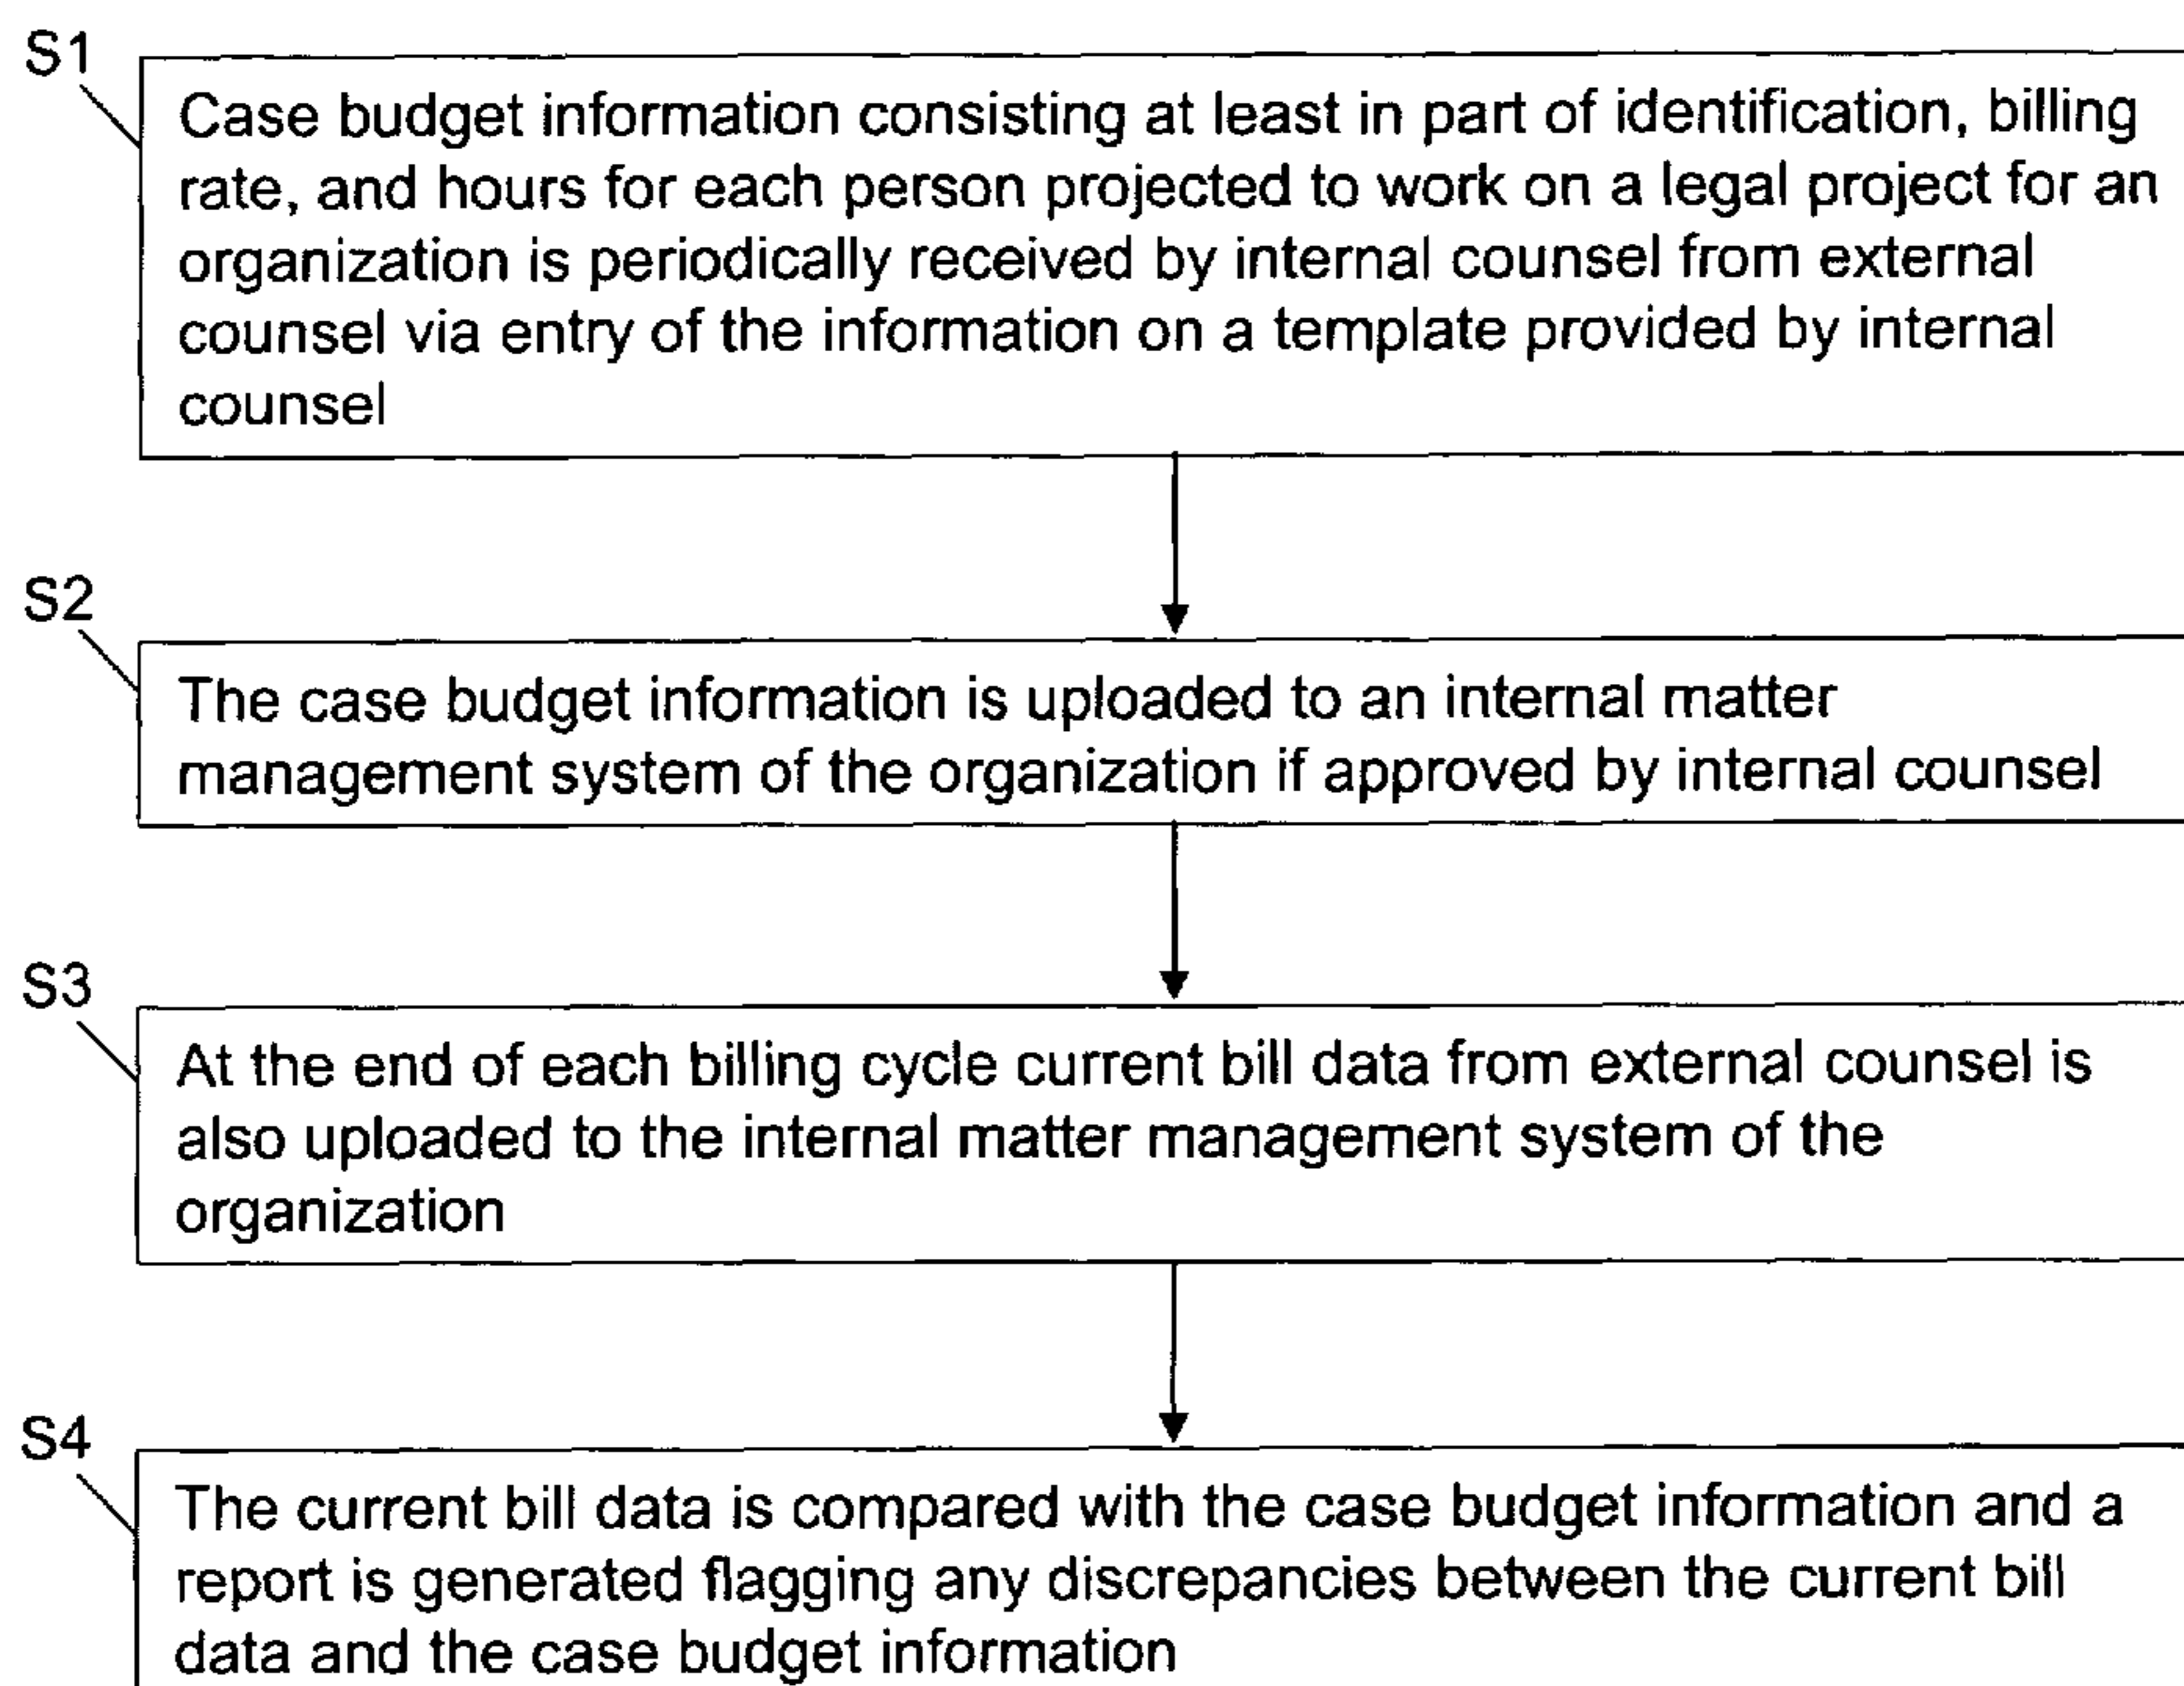 S1
Case budget information consisting at least in part of identification, billing
rate, and hours for each person projected to work on a legal project for an
organization is periodically received by internal counsel from external
counsel via entry of the information on a template provided by internal
counsel
S2
The case budget information is uploaded to an internal matter
management system of the organization if approved by internal counsel
S3
At the end of each billing cycle current bill data from external counsel is
also uploaded to the internal matter management system of the
organization
S4
The current bill data is compared with the case budget information and a
report is generated flagging any discrepancies between the current bill
data and the case budget information